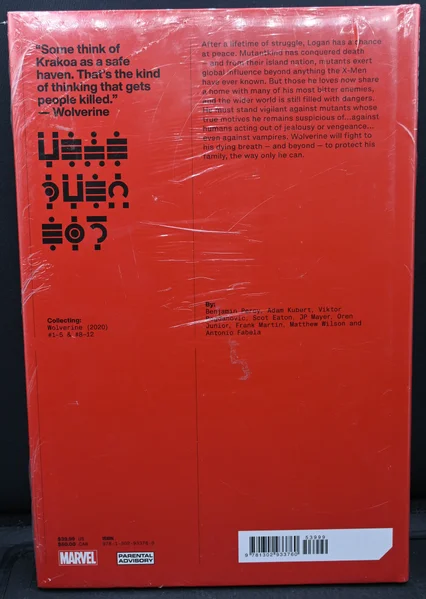 "Some think of
Krakoa as a safe
haven. That's the kind
of thinking that gets
people killed."
— Wolverine
After a lifetime of struggle, Logan has a chance
at peace. Mutantkind has conquered death
— and from their island nation, mutants exert
global influence beyond anything the X-Men
have ever known. But those he loves now share
a home with many of his most bitter enemies,
and the wider world is still filled with dangers.
He must stand vigilant against mutants whose
true motives he remains suspicious of...against
humans acting out of jealousy or vengeance...
even against vampires. Wolverine will fight to
his dying breath — and beyond — to protect his
family, the way only he can.
Collecting:
Wolverine (2020)
By:
Benjamin Percy, Adam Kubert, Viktor
Bogdanovic, Scot Eaton, JP Mayer, Oren
Junior, Frank Martin, Matthew Wilson and
Antonio Fabela
MARVEL
PARENTAL
ADVISORY
53999
9 781302 933760